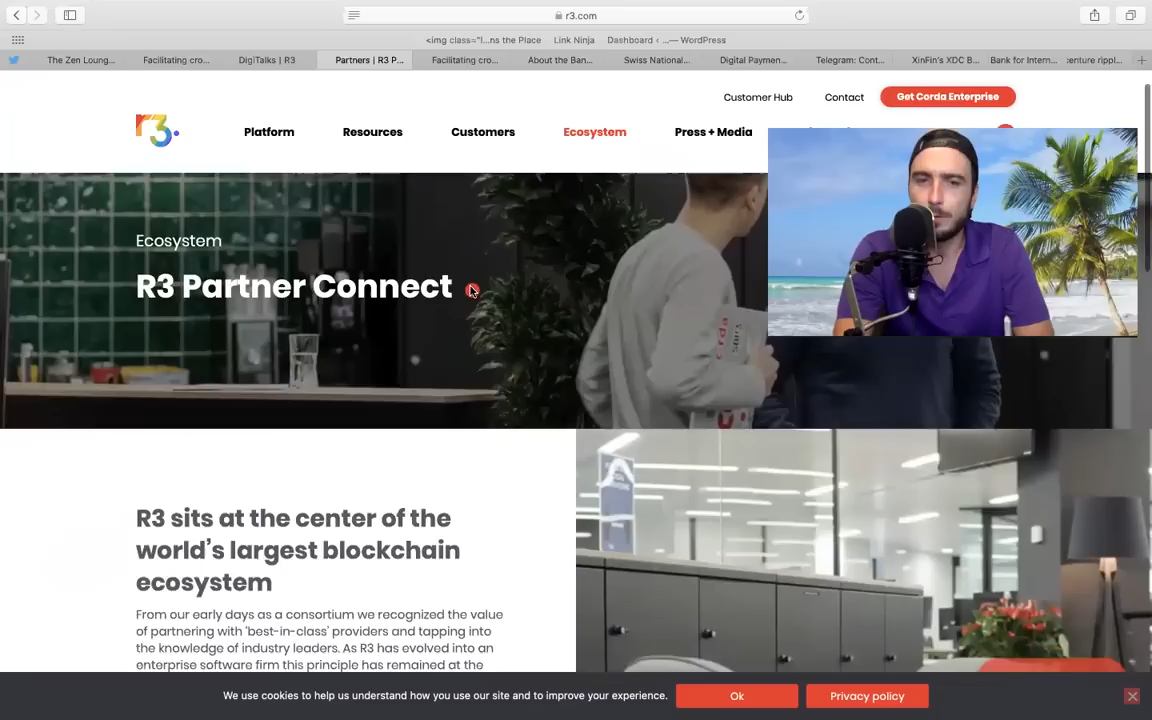 r3.com
<img class="l...ns the Place Link Ninja Dashboard ‹ ...— WordPress
The Zen Loung... Facilitating cro... DigiTalks | R3 Partners | R3 P... Facilitating cro... About the Ban... Swiss National... Digital Paymen... Telegram: Cont... XinFin's XDC B... Bank for Intern... :enture rippl...
Customer Hub Contact Get Corda Enterprise
R3.
Platform Resources Customers Ecosystem Press + Media
Ecosystem
R3 Partner Connect
corda
R3 sits at the center of the
world's largest blockchain
ecosystem
From our early days as a consortium we recognized the value
of partnering with 'best-in-class' providers and tapping into
the knowledge of industry leaders. As R3 has evolved into an
enterprise software firm this principle has remained at the
We use cookies to help us understand how you use our site and to improve your experience. Ok Privacy policy